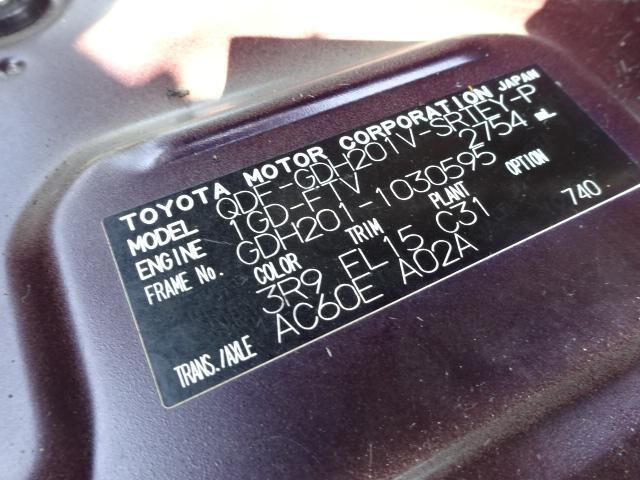 TOYOTA MOTOR CORPORATION JAPAN
MODEL QDF-GDH201V-SRTEY-P
ENGINE 1GD-FTV 2754 mL
FRAME No. GDH201-1030595
COLOR TRIM PLANT OPTION
3R9 FL15 C31 740
TRANS./AXLE AC60E A02A